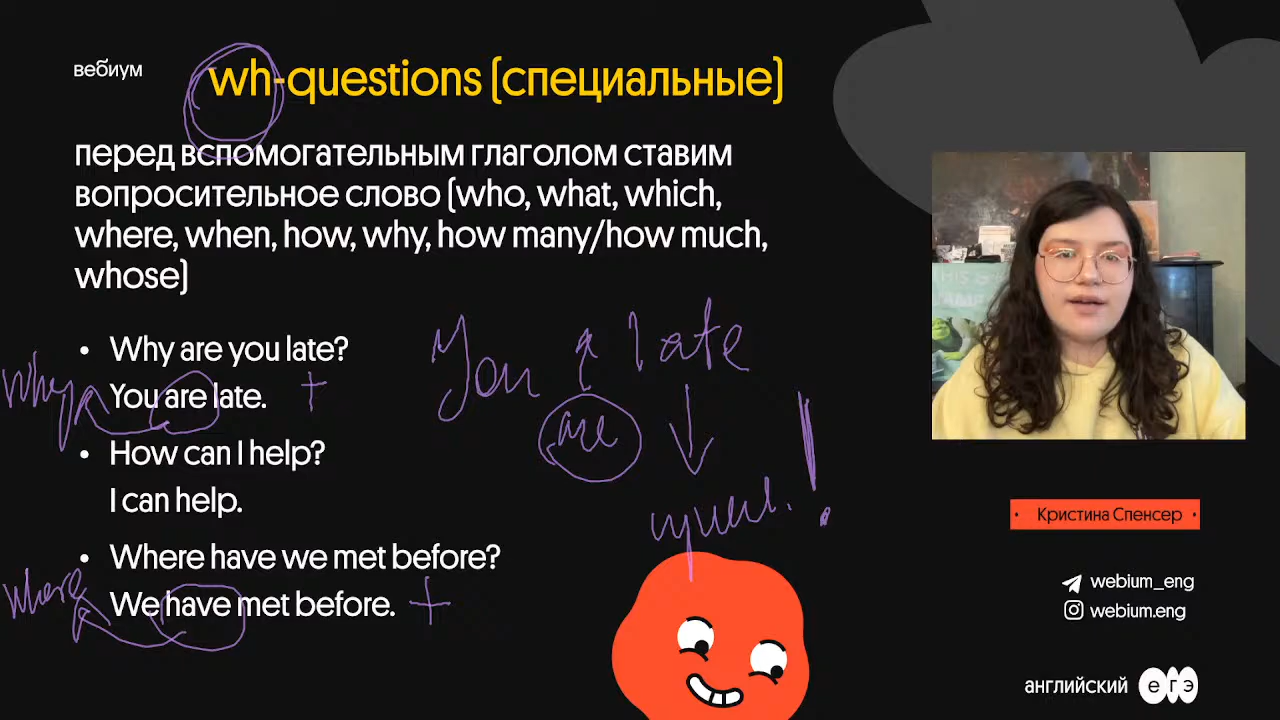 вебиум
wh-questions (специальные)
перед вспомогательным глаголом ставим
вопросительное слово (who, what, which,
where, when, how, why, how many/how much,
whose)
• Why are you late?
You are late. +
why
• How can I help?
I can help.
• Where have we met before?
We have met before. +
where
You late
are
!
Кристина Спенсер
webium_eng
webium.eng
английский егэ